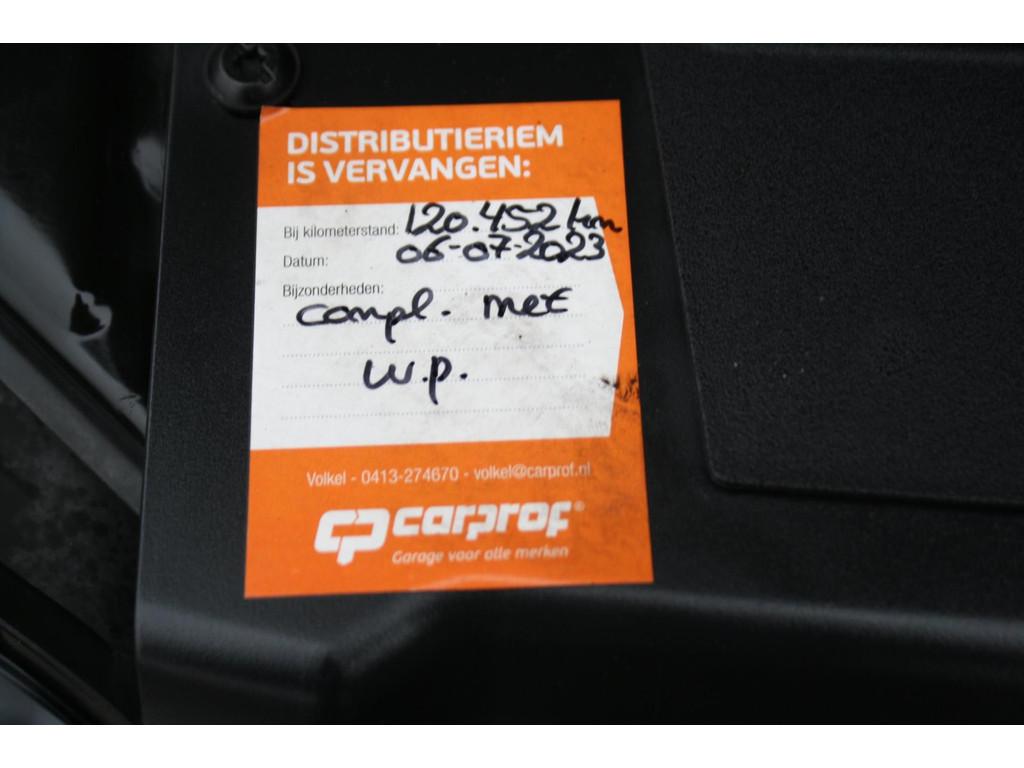 DISTRIBUTIERIEM
IS VERVANGEN:
Bij kilometerstand: 120.452 km
Datum: 06-07-2023
Bijzonderheden:
compl. met
w.p.
Volkel - 0413-274670 - volkel@carprof.nl
CP carprof®
Garage voor alle merken